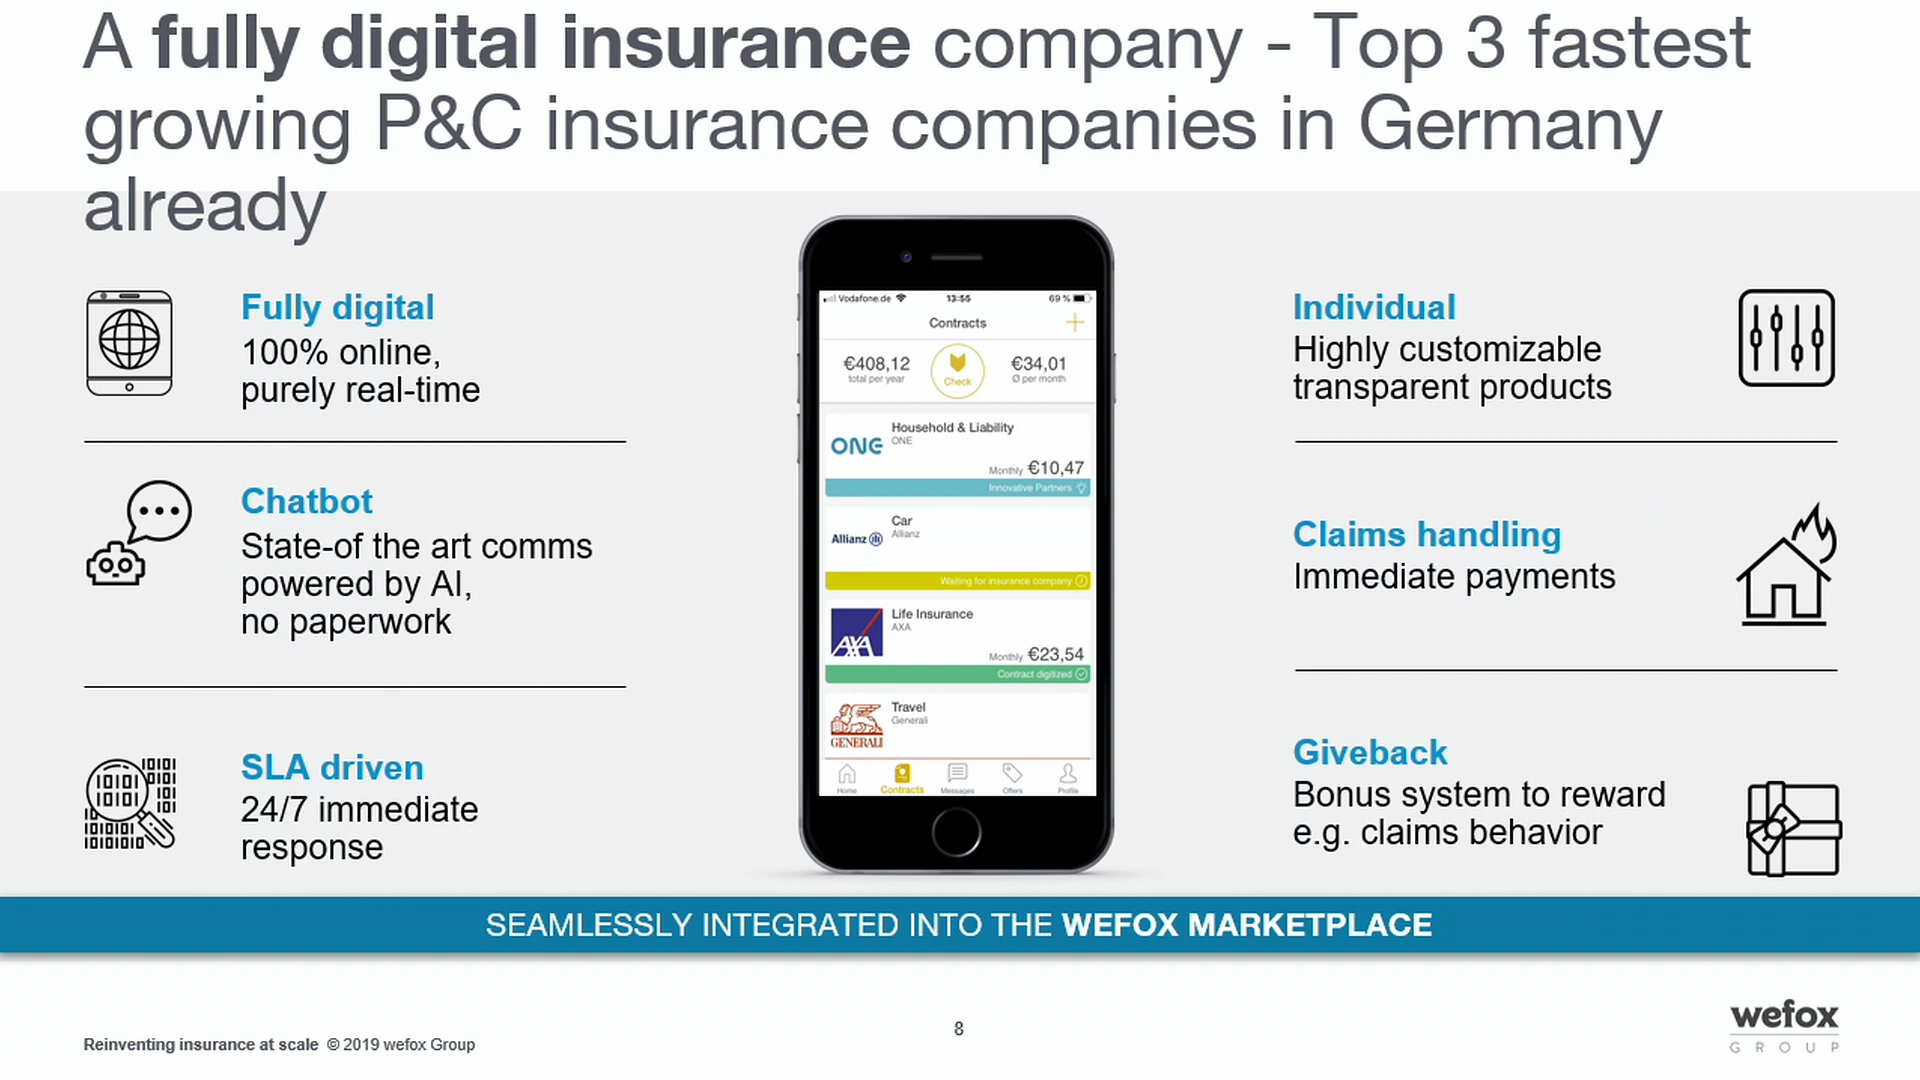 A fully digital insurance company - Top 3 fastest
growing P&C insurance companies in Germany
already
Fully digital
100% online,
purely real-time
Chatbot
State-of the art comms
powered by AI,
no paperwork
SLA driven
24/7 immediate
response
Vodafone.de 13:55 69 %
Contracts
€408,12
total per year
Check
€34,01
Ø per month
ONE
Household & Liability
ONE
Monthly €10,47
Innovative Partners
Allianz
Car
Allianz
Waiting for insurance company
AXA
Life Insurance
AXA
Monthly €23,54
Contract digitized
GENERALI
Travel
Generali
Home Contracts Messages Offers Profile
Individual
Highly customizable
transparent products
Claims handling
Immediate payments
Giveback
Bonus system to reward
e.g. claims behavior
SEAMLESSLY INTEGRATED INTO THE WEFOX MARKETPLACE
Reinventing insurance at scale © 2019 wefox Group
8
wefox
GROUP